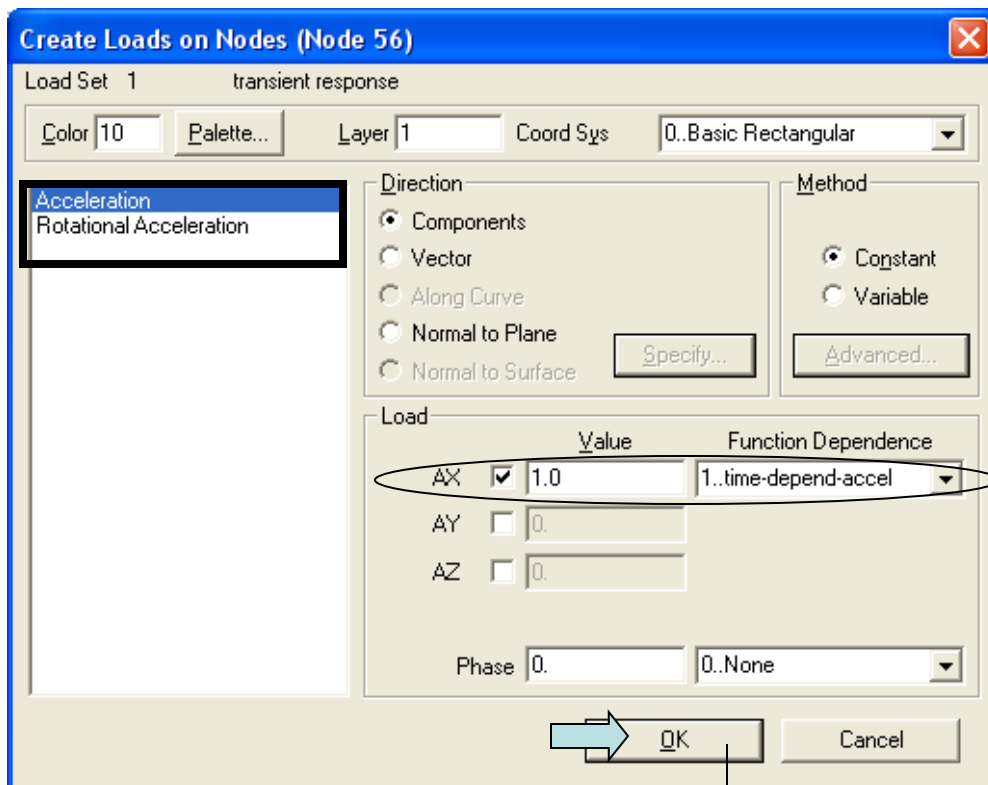 Create Loads on Nodes (Node 56)
Load Set 1 transient response
Color 10 Palette... Layer 1 Coord Sys 0..Basic Rectangular
Acceleration
Rotational Acceleration
Direction
Components
Vector
Along Curve
Normal to Plane
Normal to Surface
Specify...
Method
Constant
Variable
Advanced...
Load
Value Function Dependence
AX 1.0 1..time-depend-accel
AY 0.
AZ 0.
Phase 0. 0..None
OK Cancel